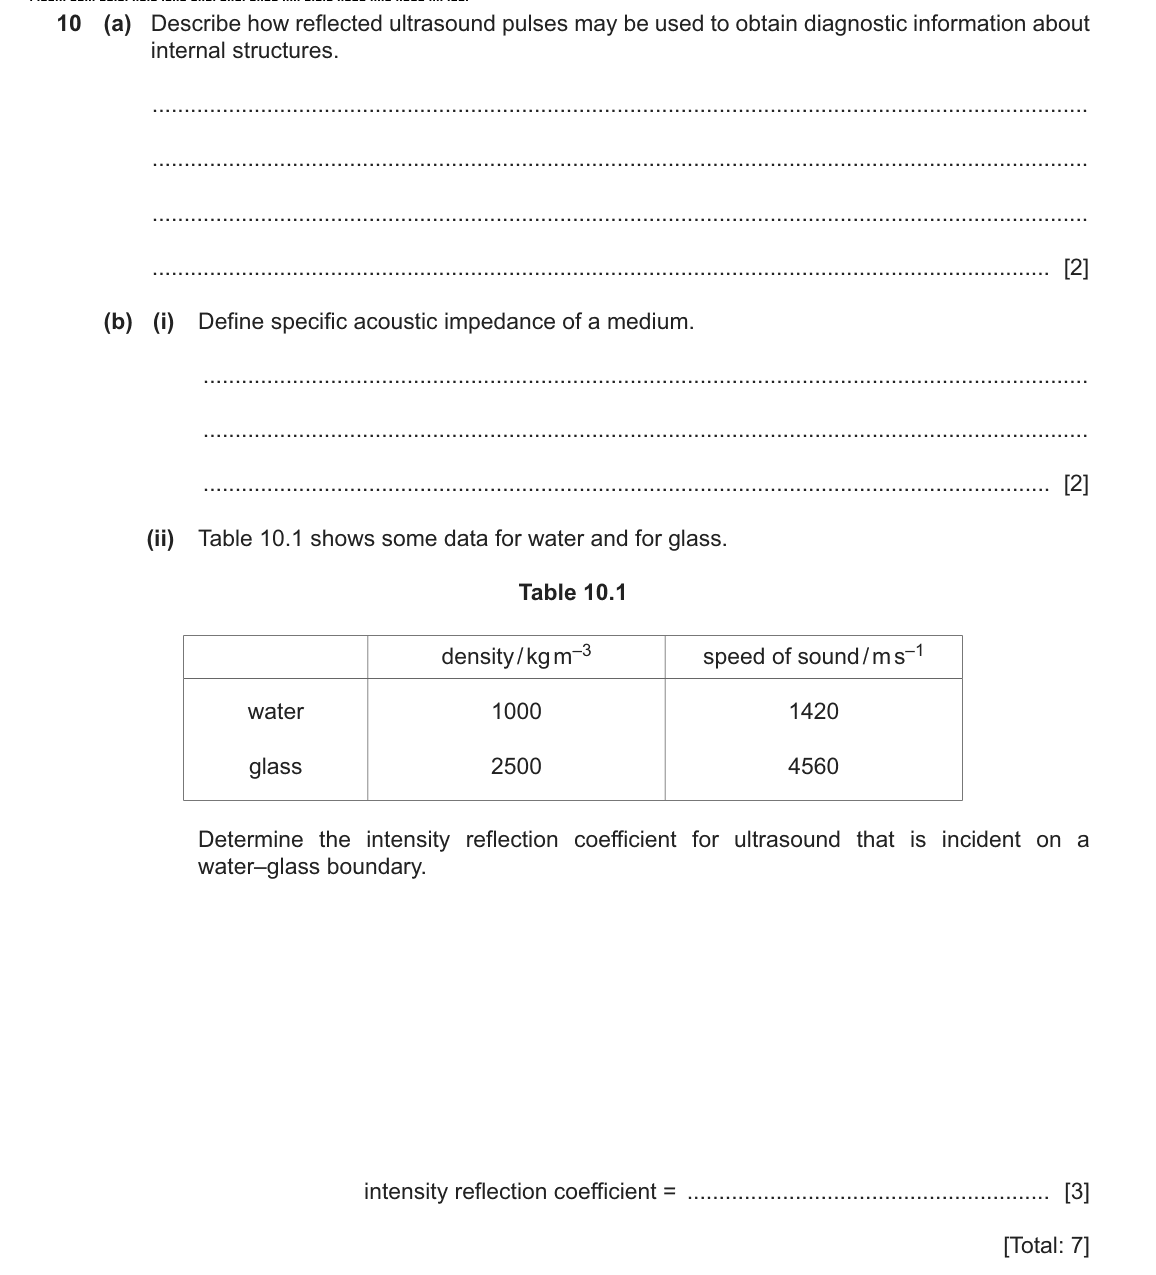 10 (a) Describe how reflected ultrasound pulses may be used to obtain diagnostic information about
internal structures.
..........................................................................................
..........................................................................................
..........................................................................................
.......................................................................................... [2]
(b) (i) Define specific acoustic impedance of a medium.
..........................................................................................
..........................................................................................
.......................................................................................... [2]
(ii) Table 10.1 shows some data for water and for glass.
Table 10.1
density/kg m⁻³ speed of sound/m s⁻¹
water 1000 1420
glass 2500 4560
Determine the intensity reflection coefficient for ultrasound that is incident on a
water–glass boundary.
intensity reflection coefficient = ......................................................... [3]
[Total: 7]